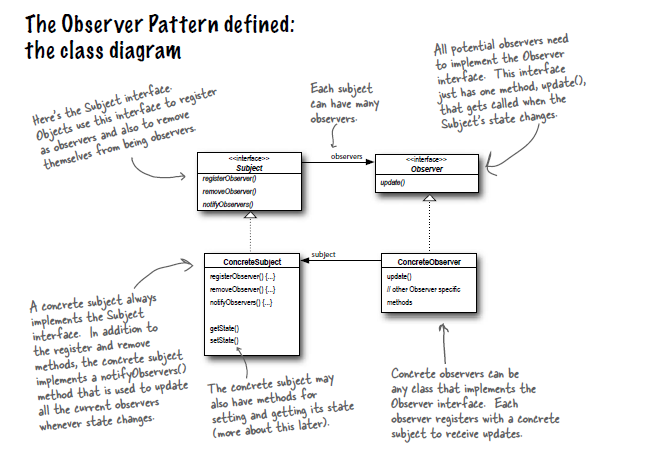 The Observer Pattern defined:
the class diagram
Here's the Subject interface.
Objects use this interface to register
as observers and also to remove
themselves from being observers.
Each subject
can have many
observers.
All potential observers need
to implement the Observer
interface. This interface
just has one method, update(),
that gets called when the
Subject's state changes.
<<interface>>
Subject
registerObserver()
removeObserver()
notifyObservers()
observers
<<interface>>
Observer
update()
ConcreteSubject
registerObserver() {...}
removeObserver() {...}
notifyObservers() {...}
getState()
setState()
subject
ConcreteObserver
update()
// other Observer specific
methods
A concrete subject always
implements the Subject
interface. In addition to
the register and remove
methods, the concrete subject
implements a notifyObservers()
method that is used to update
all the current observers
whenever state changes.
The concrete subject may
also have methods for
setting and getting its state
(more about this later).
Concrete observers can be
any class that implements the
Observer interface. Each
observer registers with a concrete
subject to receive updates.